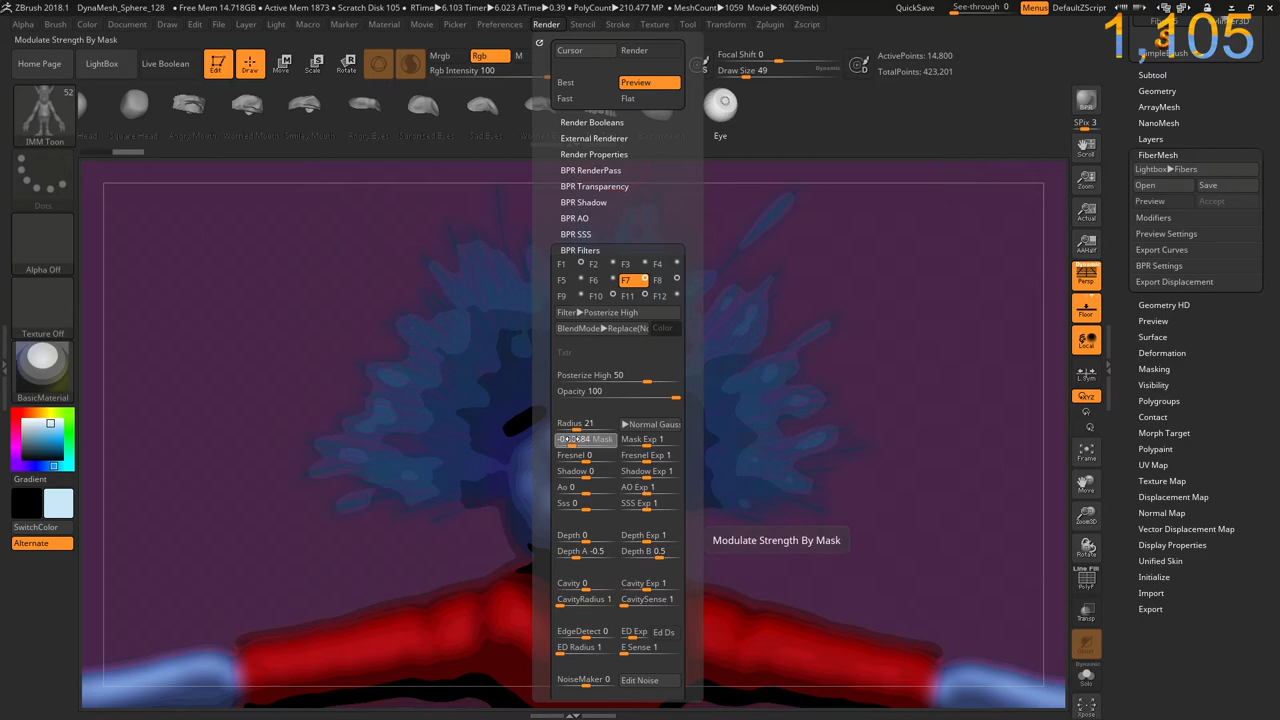 ZBrush 2018.1 DynaMesh_Sphere_128 • Free Mem 14.718GB • Active Mem 1873 • Scratch Disk 105 • RTime▶6.103 Timer▶6.023 ATime▶0.39 • PolyCount▶210.477 MP • MeshCount▶1059 Movie▶360(69mb) QuickSave See-through 0 Menus DefaultZScript
Alpha Brush Color Document Draw Edit File Layer Light Macro Marker Material Movie Picker Preferences Render Stencil Stroke Texture Tool Transform Zplugin Zscript
1,105
Modulate Strength By Mask
Home Page LightBox Live Boolean Edit Draw Move Scale Rotate
Mrgb Rgb M
Rgb Intensity 100
Focal Shift 0
Draw Size 49 Dynamic
S
D
ActivePoints: 14,800
TotalPoints: 423,201
52
IMM Toon
Head Square Head Angry Mouth Worried Mouth Smiley Mouth Sad Eyes Eye
Dots
Alpha Off
Texture Off
BasicMaterial
Gradient
SwitchColor
Alternate
Cursor Render
Best Preview
Fast Flat
Render Booleans
External Renderer
Render Properties
BPR RenderPass
BPR Transparency
BPR Shadow
BPR AO
BPR SSS
BPR Filters
F1 F2 F3 F4
F5 F6 F7 F8
F9 F10 F11 F12
Filter▶Posterize High
BlendMode▶Replace(No Color
Txtr
Posterize High 50
Opacity 100
Radius 21 ▶Normal Gauss
Mask Mask Exp 1
Fresnel 0 Fresnel Exp 1
Shadow 0 Shadow Exp 1
Ao 0 AO Exp 1
Sss 0 SSS Exp 1
Depth 0 Depth Exp 1
Depth A -0.5 Depth B 0.5
Cavity 0 Cavity Exp 1
CavityRadius 1 CavitySense 1
EdgeDetect 0 ED Exp Ed Ds
ED Radius 1 E Sense 1
NoiseMaker 0 Edit Noise
Modulate Strength By Mask
BPR
SPix 3
Scroll
Zoom
Actual
AAHalf
Dynamic
Persp
Floor
Local
L.Sym
XYZ
Frame
Move
Zoom3D
Rotate
Line Fill
PolyF
Transp
Ghost
Dynamic
Solo
Xpose
SimpleBrush
Subtool
Geometry
ArrayMesh
NanoMesh
Layers
FiberMesh
Lightbox▶Fibers
Open Save
Preview Accept
Modifiers
Preview Settings
Export Curves
BPR Settings
Export Displacement
Geometry HD
Preview
Surface
Deformation
Masking
Visibility
Polygroups
Contact
Morph Target
Polypaint
UV Map
Texture Map
Displacement Map
Normal Map
Vector Displacement Map
Display Properties
Unified Skin
Initialize
Import
Export